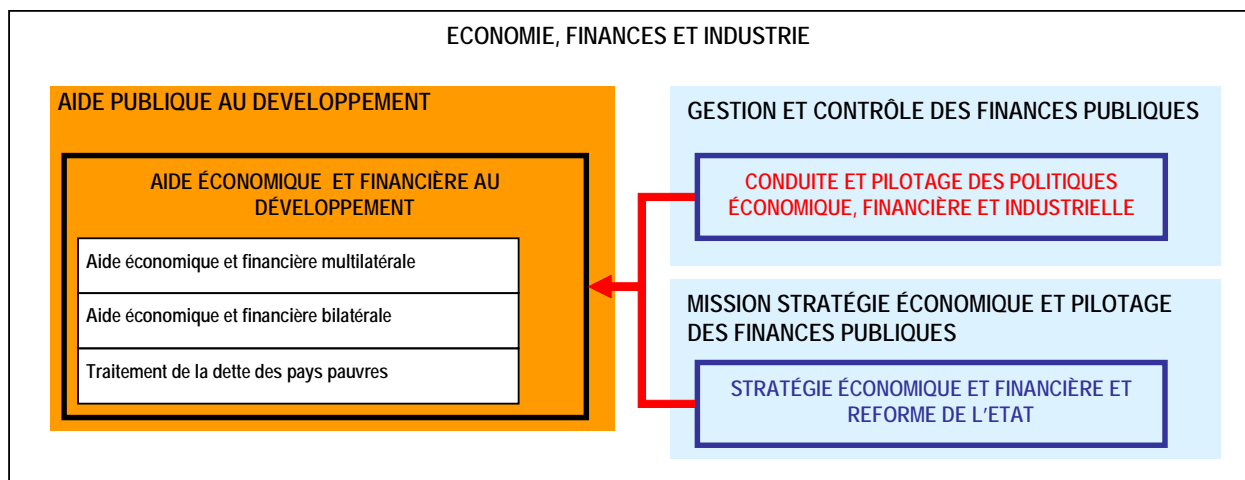 ECONOMIE, FINANCES ET INDUSTRIE
AIDE PUBLIQUE AU DEVELOPPEMENT
AIDE ÉCONOMIQUE ET FINANCIÈRE AU
DÉVELOPPEMENT
Aide économique et financière multilatérale
Aide économique et financière bilatérale
Traitement de la dette des pays pauvres
GESTION ET CONTRÔLE DES FINANCES PUBLIQUES
CONDUITE ET PILOTAGE DES POLITIQUES
ÉCONOMIQUE, FINANCIÈRE ET INDUSTRIELLE
MISSION STRATÉGIE ÉCONOMIQUE ET PILOTAGE
DES FINANCES PUBLIQUES
STRATÉGIE ÉCONOMIQUE ET FINANCIÈRE ET
REFORME DE L'ETAT